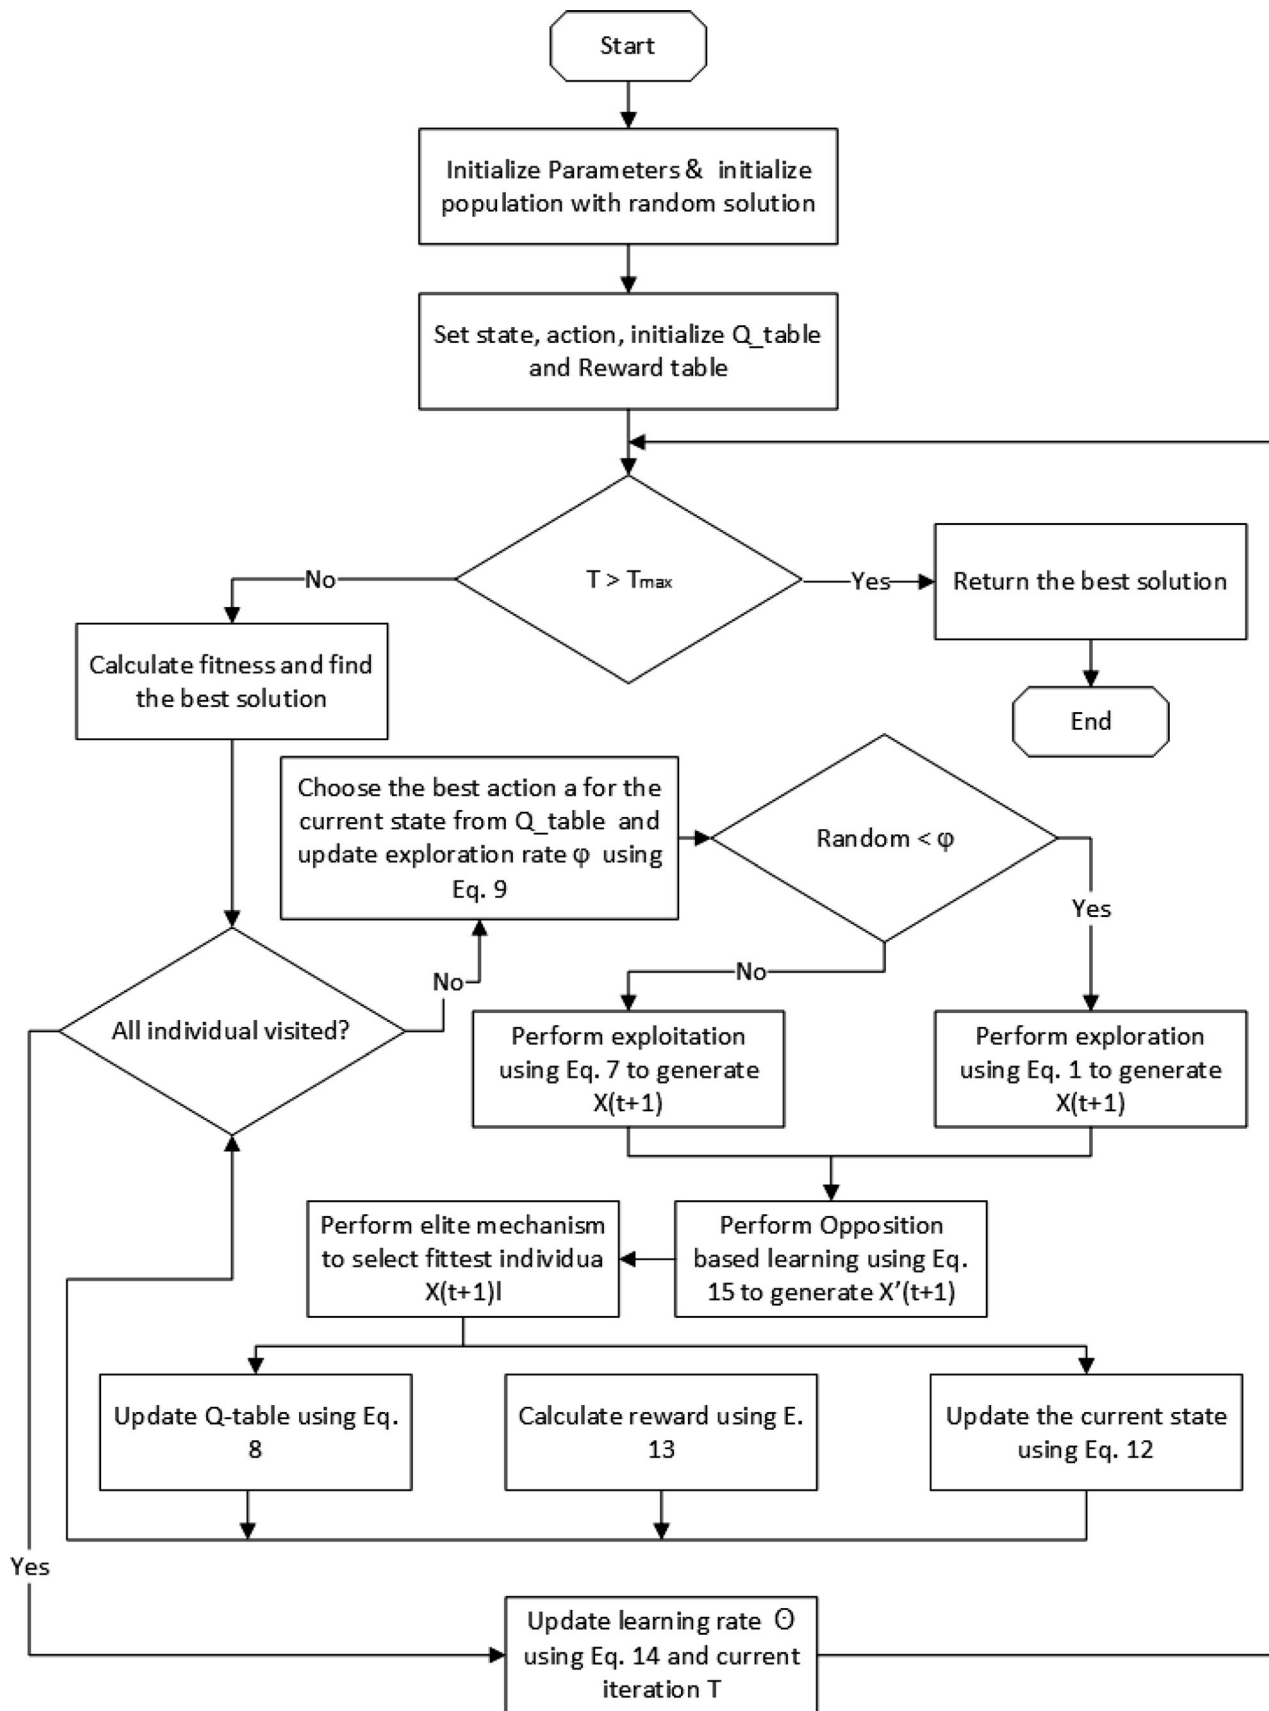 Start
Initialize Parameters & initialize
population with random solution
Set state, action, initialize Q_table
and Reward table
T > Tmax
No
Yes
Return the best solution
End
Calculate fitness and find
the best solution
Choose the best action a for the
current state from Q_table and
update exploration rate φ using
Eq. 9
Random < φ
Yes
No
No
All individual visited?
Perform exploitation
using Eq. 7 to generate
X(t+1)
Perform exploration
using Eq. 1 to generate
X(t+1)
Perform elite mechanism
to select fittest individua
X(t+1)l
Perform Opposition
based learning using Eq.
15 to generate X’(t+1)
Update Q-table using Eq.
8
Calculate reward using E.
13
Update the current state
using Eq. 12
Yes
Update learning rate ʘ
using Eq. 14 and current
iteration T